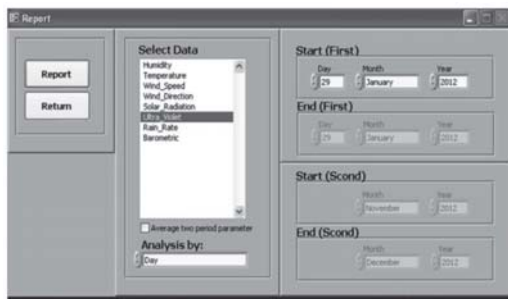 Report
Report
Return
Select Data
Humidity
Temperature
Wind_Speed
Wind_Direction
Solar_Radiation
Ultra_Violet
Rain_Rate
Barometric
Average two period parameter
Analysis by:
Day
Start (First)
Day Month Year
29 January 2012
End (First)
Day Month Year
29 January 2012
Start (Scond)
Month Year
November 2012
End (Scond)
Month Year
December 2012